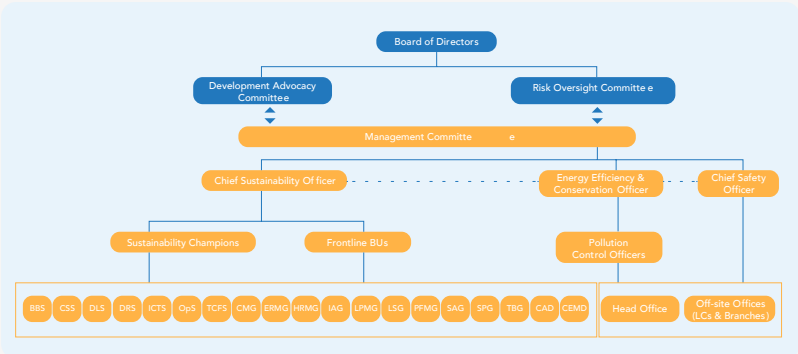 Board of Directors
Development Advocacy
Committee
Risk Oversight Committe e
Management Committe e
Chief Sustainability Officer
Energy Efficiency &
Conservation Officer
Chief Safety
Officer
Sustainability Champions
Frontline BUs
Pollution
Control Officers
BBS CSS DLS DRS ICTS OpS TCFS CMG ERMG HRMG IAG LPMG LSG PFMG SAG SPG TBG CAD CEMD
Head Office
Off-site Offices
(LCs & Branches)